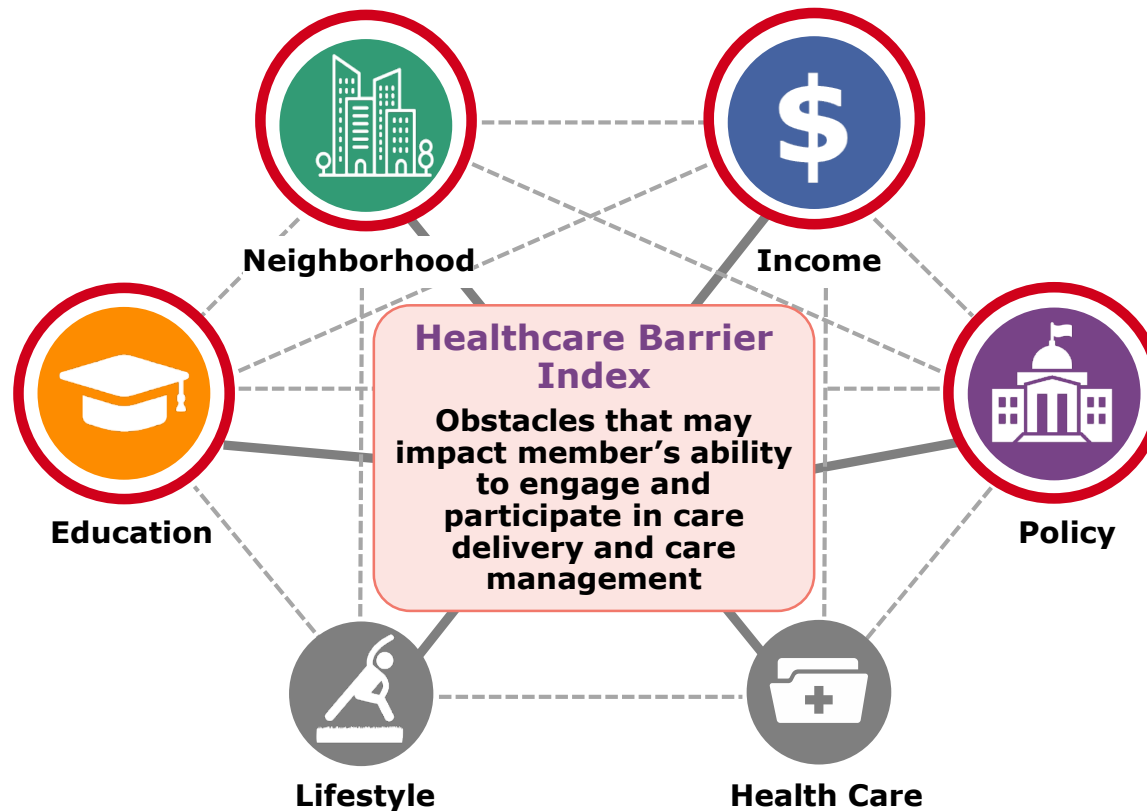 $
Neighborhood
Income
Healthcare Barrier
Index
Obstacles that may
impact member’s ability
to engage and
participate in care
delivery and care
management
Education
Policy
Lifestyle
Health Care